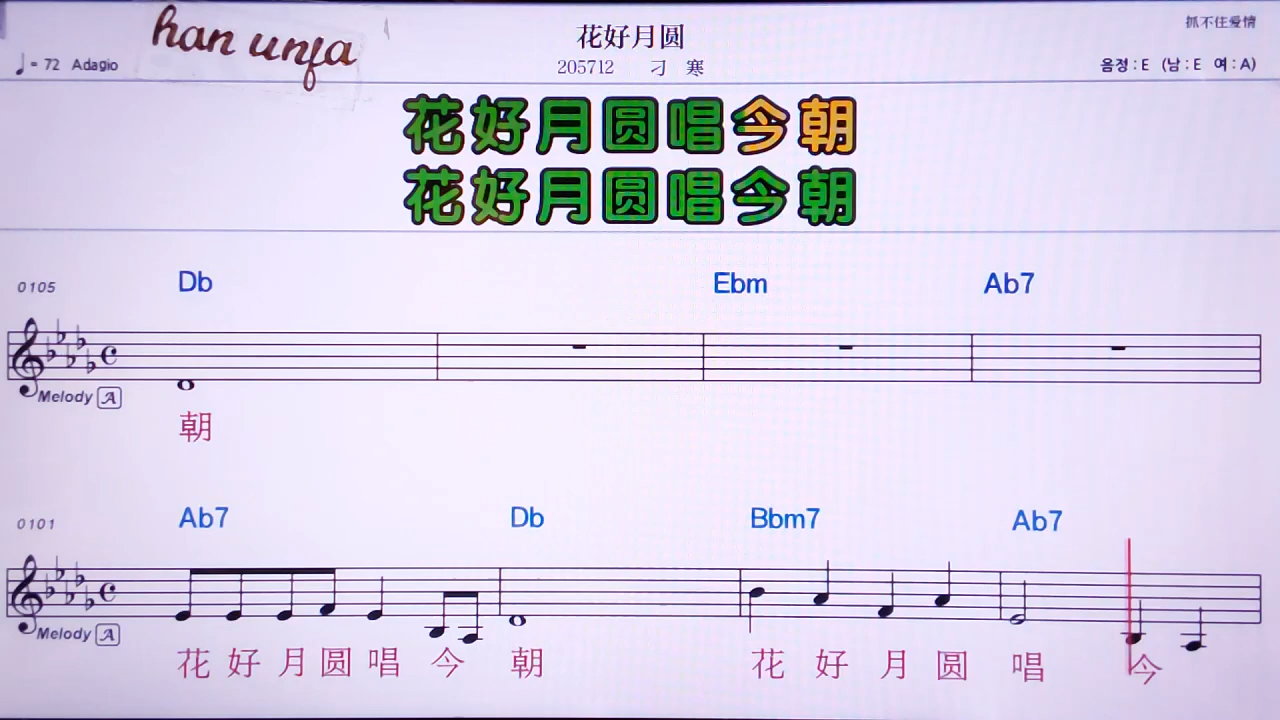 han unfa
花好月圆
抓不住爱情
♩= 72 Adagio
205712 刁 寒
음정 : E (남 : E 여 : A)
花好月圆唱今朝
花好月圆唱今朝
0105
Db Ebm Ab7
Melody A
朝
0101
Ab7 Db Bbm7 Ab7
Melody A
花 好 月 圆 唱 今 朝 花 好 月 圆 唱 今